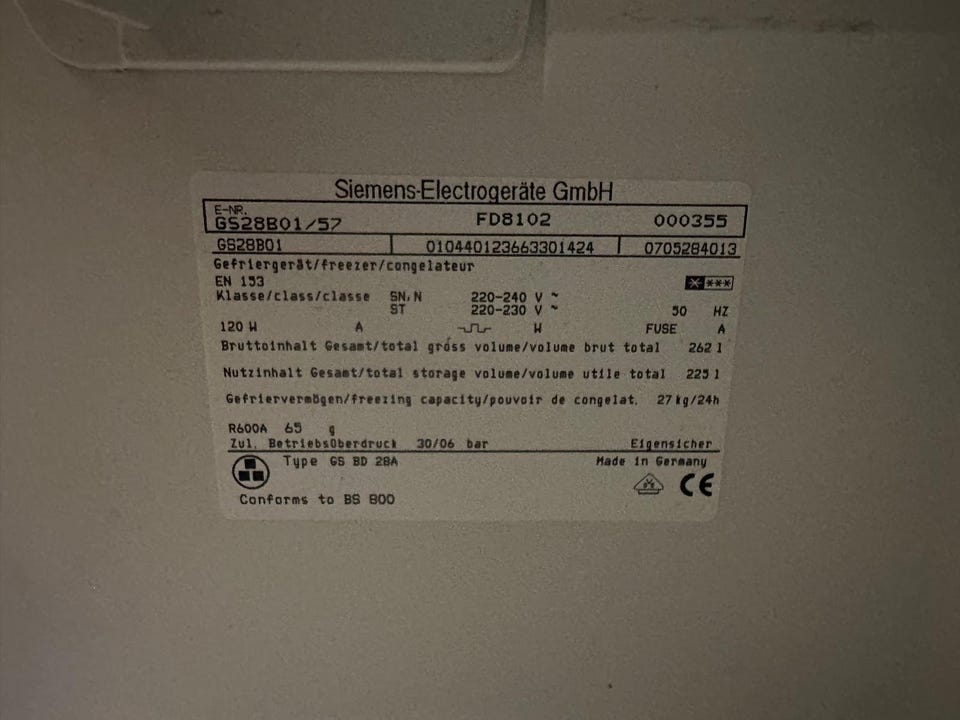 Siemens-Electrogeräte GmbH
E-NR.
GS28B01/57 FD8102 000355
GS28B01 010440123663301424 0705284013
Gefriergerät/freezer/congelateur
EN 153 ****
Klasse/class/classe SN,N 220-240 V ~
ST 220-230 V ~ 50 HZ
120 W A W FUSE A
Bruttoinhalt Gesamt/total gross volume/volume brut total 262 l
Nutzinhalt Gesamt/total storage volume/volume utile total 225 l
Gefriervermögen/freezing capacity/pouvoir de congelat. 27 kg/24h
R600A 65 g
Zul. Betriebsüberdruck 30/06 bar Eigensicher
Type GS BD 28A Made in Germany
CE
Conforms to BS 800